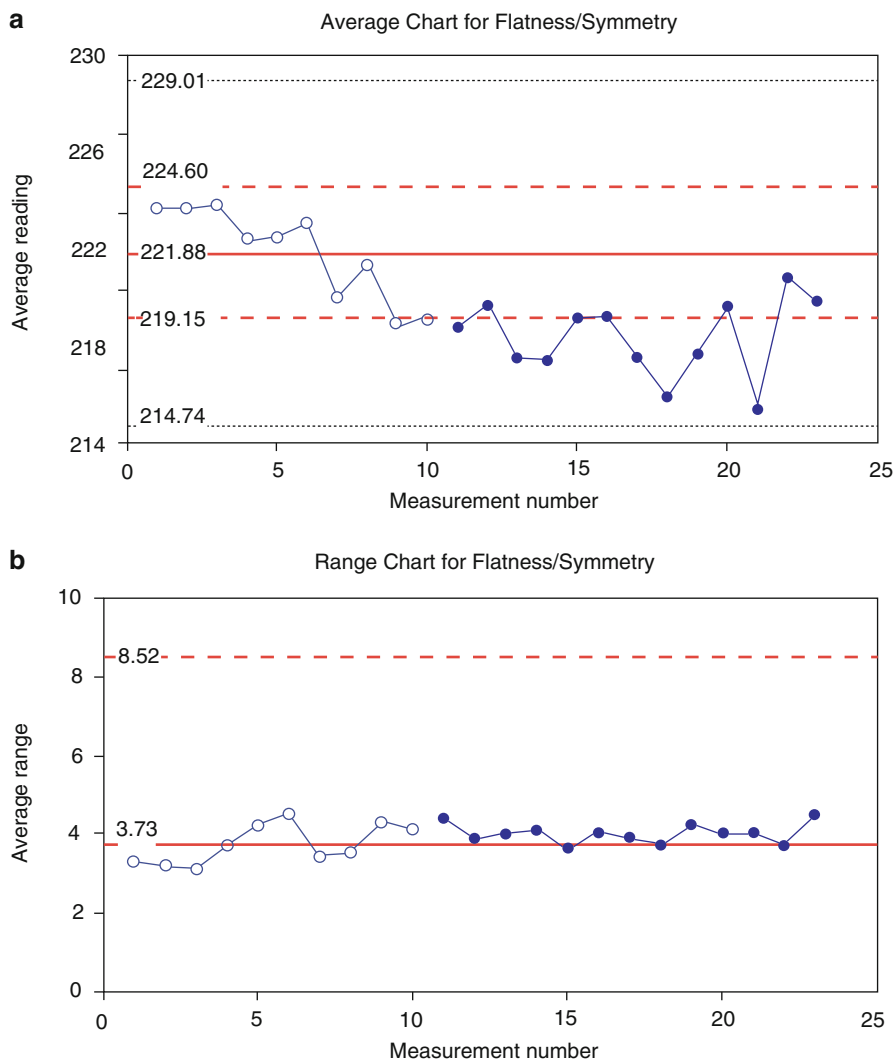 a
Average Chart for Flatness/Symmetry
230
229.01
226
224.60
222
221.88
219.15
218
214.74
214
Average reading
0 5 10 15 20 25
Measurement number
b
Range Chart for Flatness/Symmetry
10
8.52
8
6
4
3.73
2
0
Average range
0 5 10 15 20 25
Measurement number